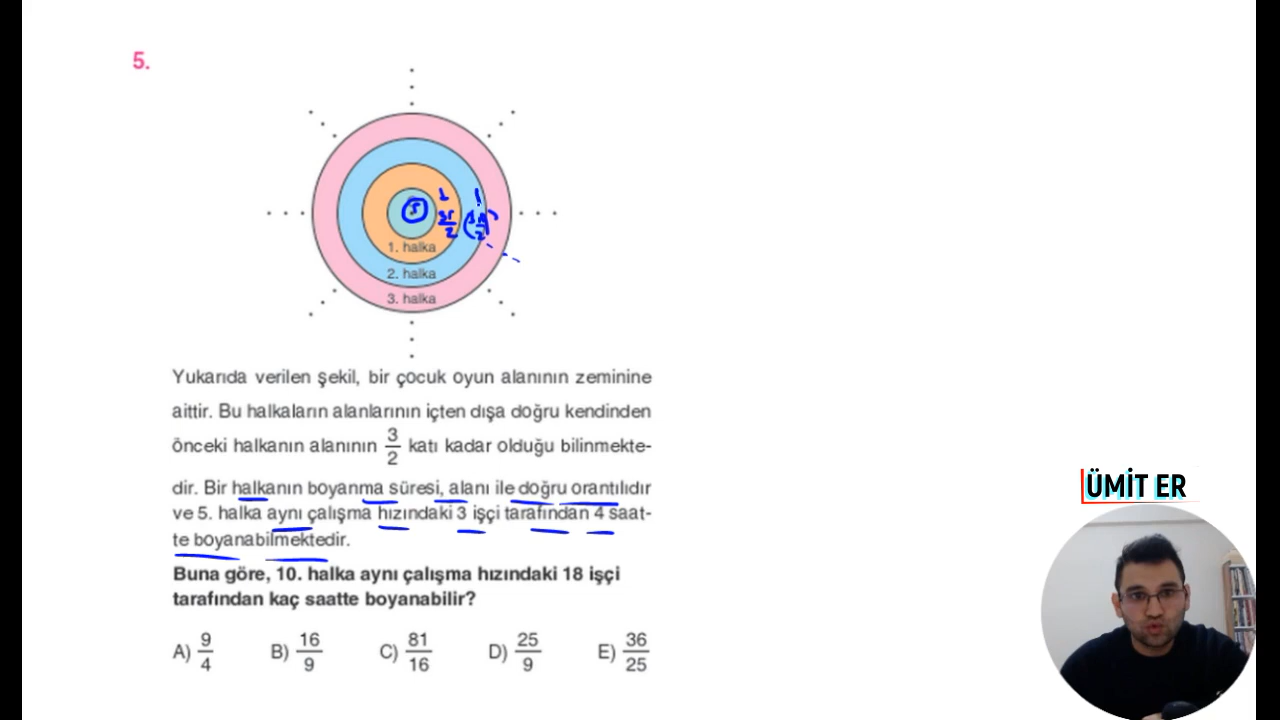 5.
1. halka
2. halka
3. halka
Yukarıda verilen şekil, bir çocuk oyun alanının zeminine
aittir. Bu halkaların alanlarının içten dışa doğru kendinden
önceki halkanın alanının 3/2 katı kadar olduğu bilinmekte-
dir. Bir halkanın boyanma süresi, alanı ile doğru orantılıdır
ve 5. halka aynı çalışma hızındaki 3 işçi tarafından 4 saat-
te boyanabilmektedir.
Buna göre, 10. halka aynı çalışma hızındaki 18 işçi
tarafından kaç saatte boyanabilir?
A) 9/4 B) 16/9 C) 81/16 D) 25/9 E) 36/25
ÜMİT ER